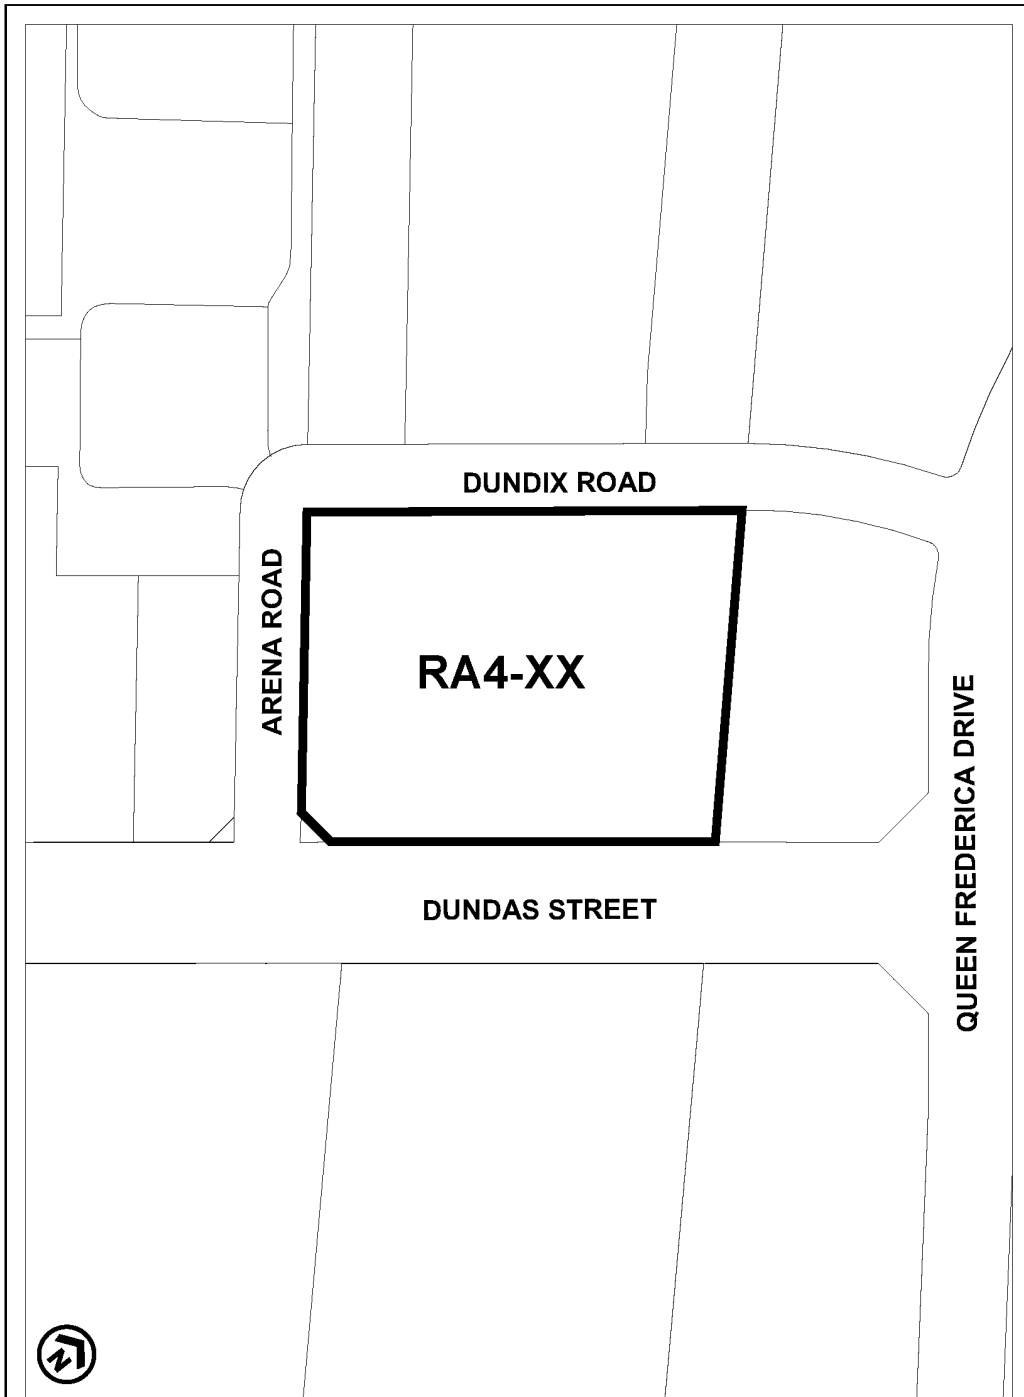 DUNDIX ROAD
ARENA ROAD
RA4-XX
QUEEN FREDERICA DRIVE
DUNDAS STREET
N